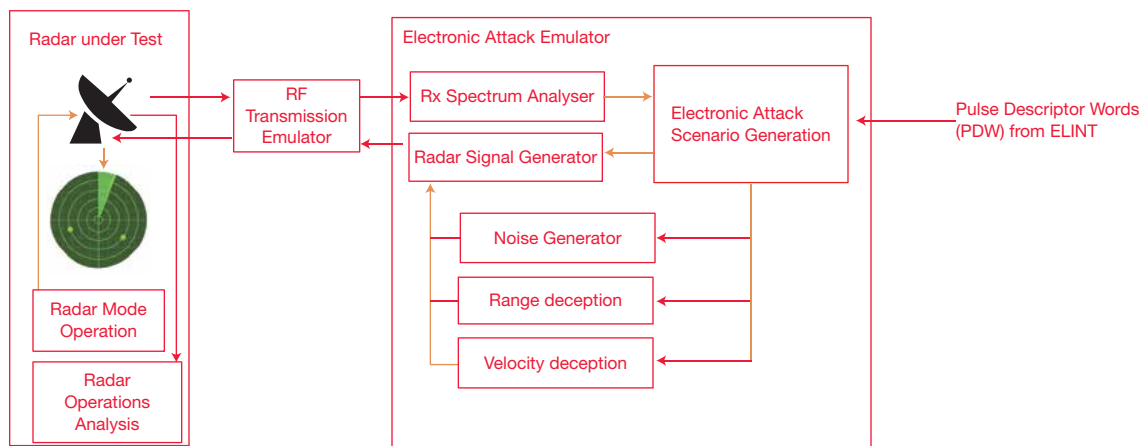 Radar under Test
Electronic Attack Emulator
RF
Transmission
Emulator
Rx Spectrum Analyser
Electronic Attack
Scenario Generation
Pulse Descriptor Words
(PDW) from ELINT
Radar Signal Generator
Noise Generator
Range deception
Velocity deception
Radar Mode
Operation
Radar
Operations
Analysis